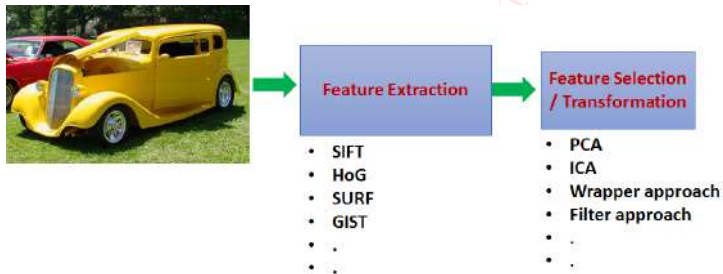 Feature Extraction
• SIFT
• HoG
• SURF
• GIST
• .
• .
Feature Selection
/ Transformation
• PCA
• ICA
• Wrapper approach
• Filter approach
• .
• .